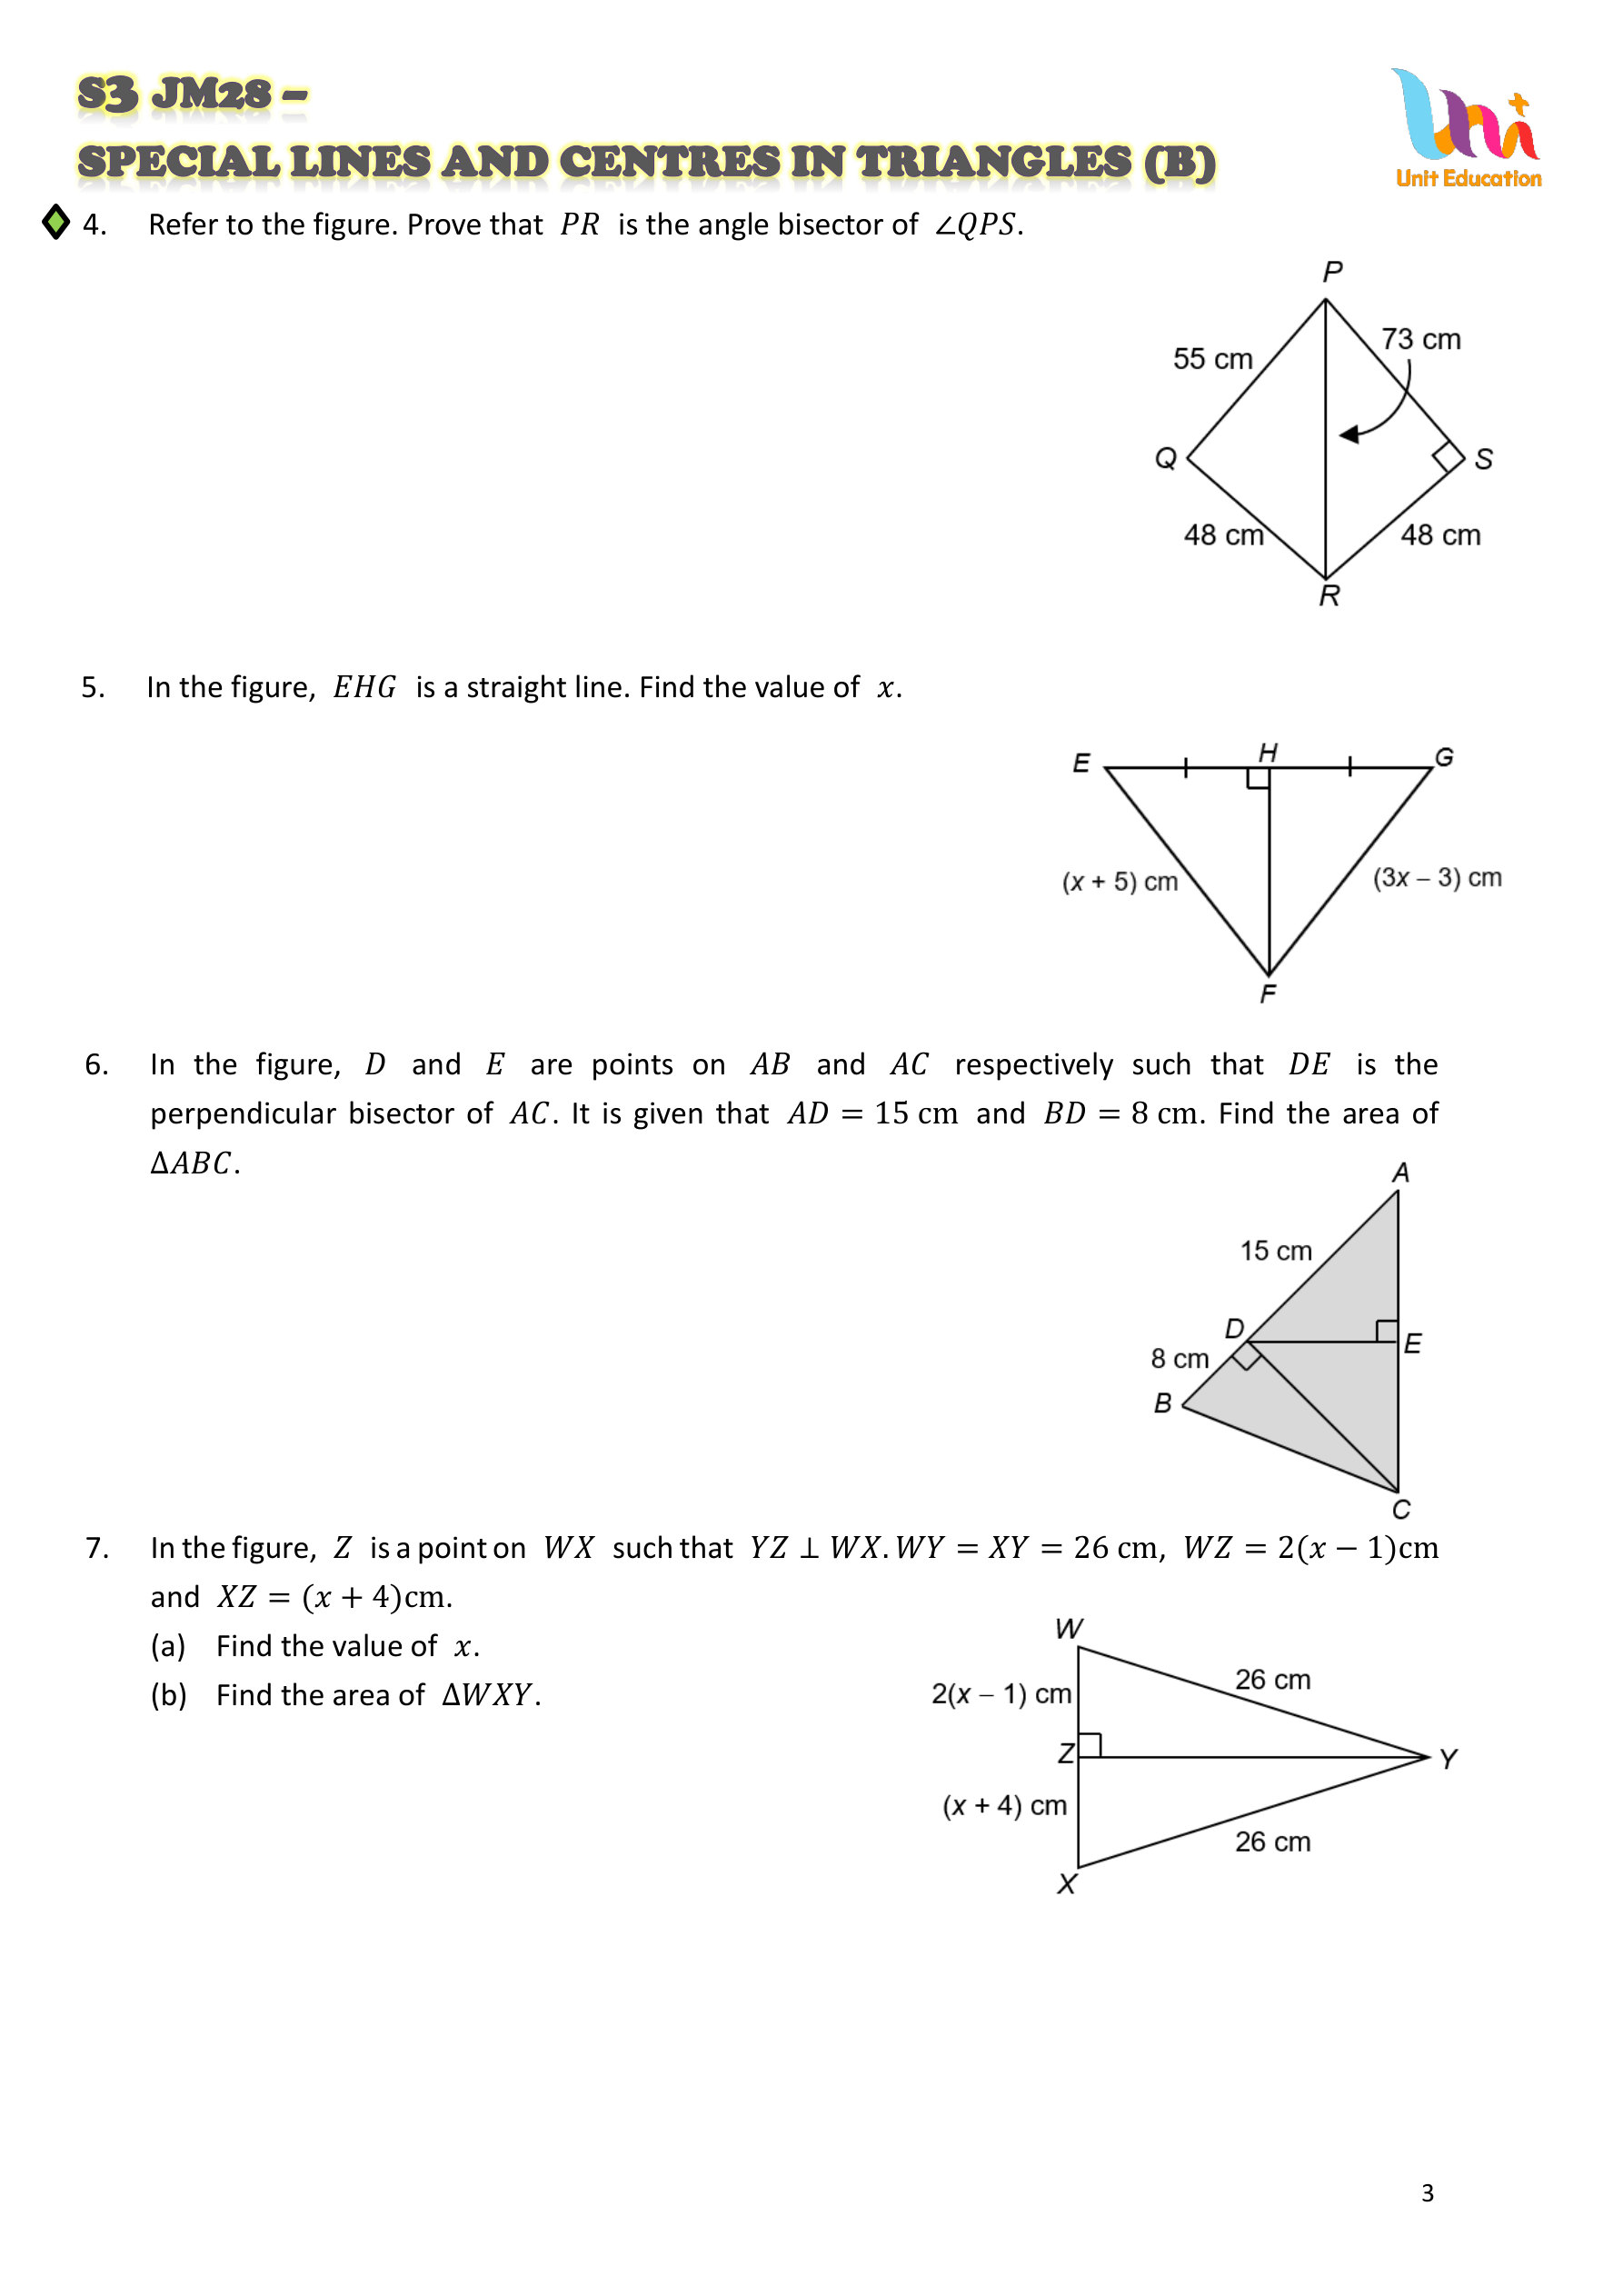 S3 JM28 –
SPECIAL LINES AND CENTRES IN TRIANGLES (B)
Unit Education
4. Refer to the figure. Prove that PR is the angle bisector of ∠QPS.
P
73 cm
55 cm
Q
S
48 cm
48 cm
R
5. In the figure, EHG is a straight line. Find the value of x.
E
H
G
(x + 5) cm
(3x – 3) cm
F
6. In the figure, D and E are points on AB and AC respectively such that DE is the
perpendicular bisector of AC. It is given that AD = 15 cm and BD = 8 cm. Find the area of
ΔABC.
A
15 cm
D
E
8 cm
B
C
7. In the figure, Z is a point on WX such that YZ ⊥ WX. WY = XY = 26 cm, WZ = 2(x − 1)cm
and XZ = (x + 4)cm.
(a) Find the value of x.
(b) Find the area of ΔWXY.
W
26 cm
2(x – 1) cm
Z
Y
(x + 4) cm
26 cm
X
3